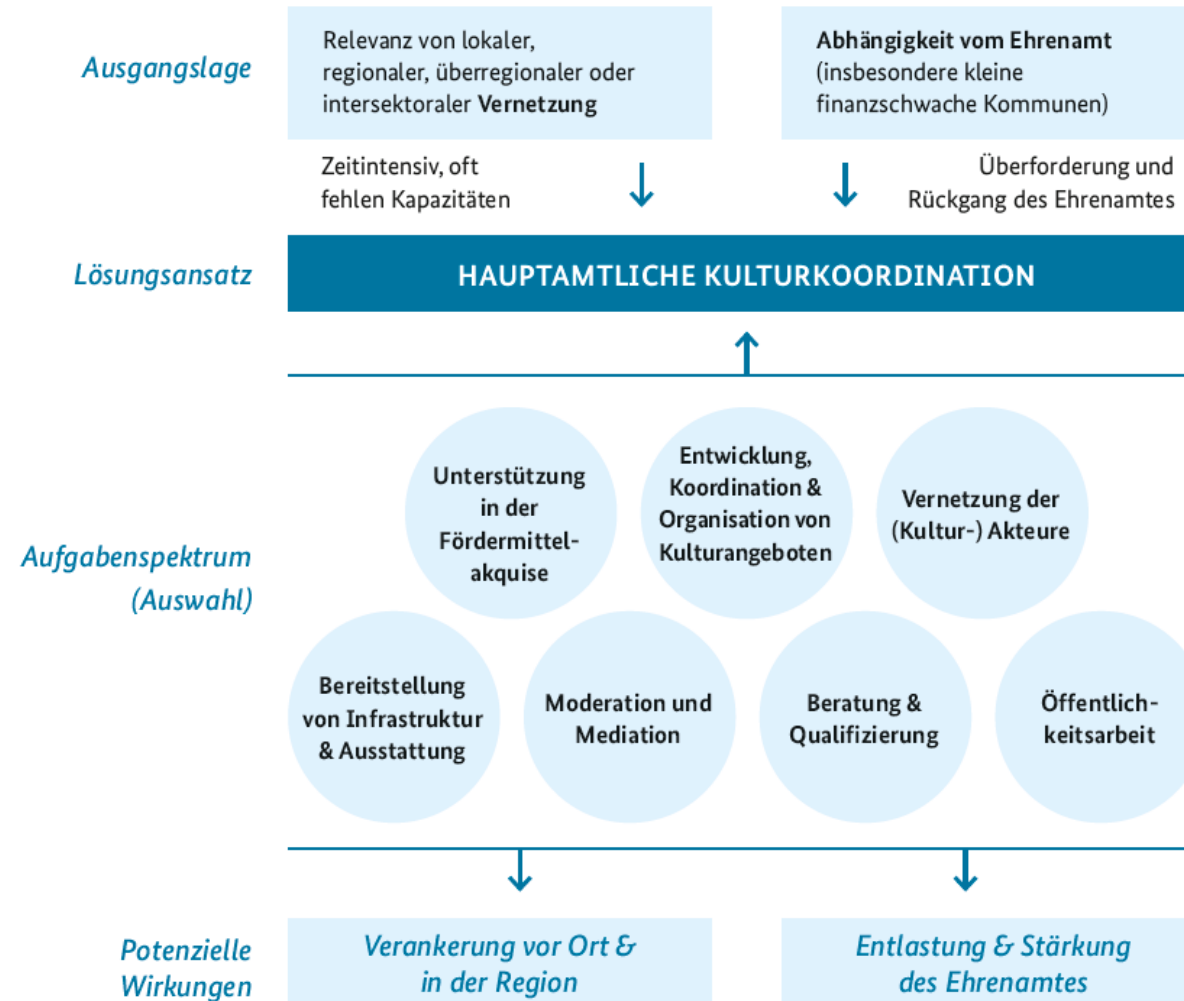 Ausgangslage
Relevanz von lokaler,
regionaler, überregionaler oder
intersektoraler Vernetzung
Abhängigkeit vom Ehrenamt
(insbesondere kleine
finanzschwache Kommunen)
Zeitintensiv, oft
fehlen Kapazitäten
Überforderung und
Rückgang des Ehrenamtes
Lösungsansatz
HAUPTAMTLICHE KULTURKOORDINATION
Aufgabenspektrum
(Auswahl)
Unterstützung
in der
Fördermittel-
akquise
Entwicklung,
Koordination &
Organisation von
Kulturangeboten
Vernetzung der
(Kultur-) Akteure
Bereitstellung
von Infrastruktur
& Ausstattung
Moderation und
Mediation
Beratung &
Qualifizierung
Öffentlich-
keitsarbeit
Potenzielle
Wirkungen
Verankerung vor Ort &
in der Region
Entlastung & Stärkung
des Ehrenamtes